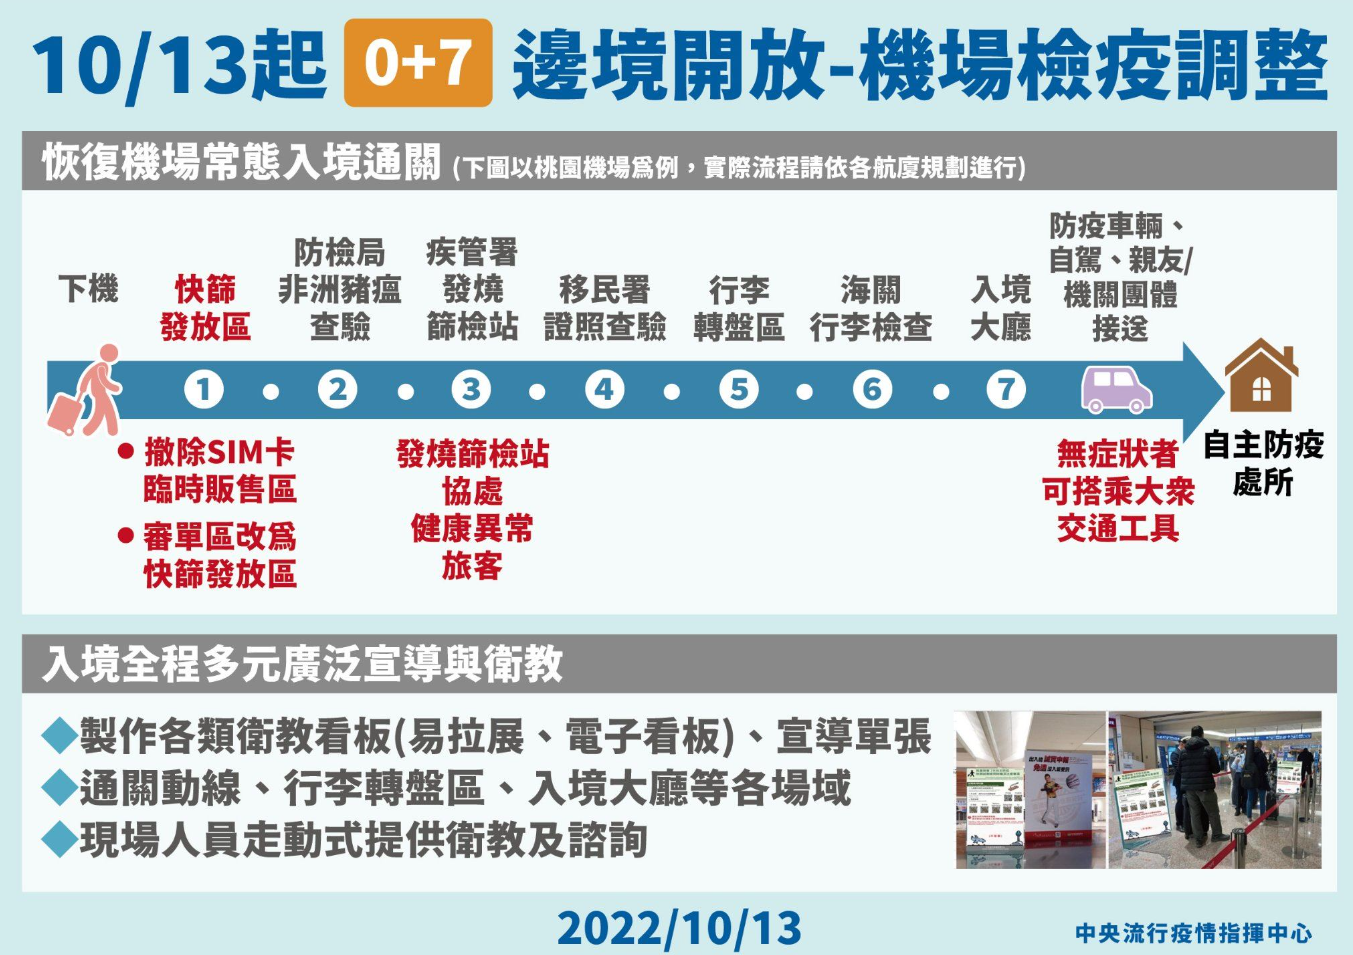 10/13起 0+7 邊境開放-機場檢疫調整
恢復機場常態入境通關 (下圖以桃園機場為例，實際流程請依各航廈規劃進行)
下機
快篩
發放區
防檢局
非洲豬瘟
查驗
疾管署
發燒
篩檢站
移民署
證照查驗
行李
轉盤區
海關
行李檢查
入境
大廳
防疫車輛、
自駕、親友/
機關團體
接送
1
2
3
4
5
6
7
● 撤除SIM卡
臨時販售區
● 審單區改為
快篩發放區
發燒篩檢站
協處
健康異常
旅客
無症狀者
可搭乘大眾
交通工具
自主防疫
處所
入境全程多元廣泛宣導與衛教
◆製作各類衛教看板(易拉展、電子看板)、宣導單張
◆通關動線、行李轉盤區、入境大廳等各場域
◆現場人員走動式提供衛教及諮詢
2022/10/13
中央流行疫情指揮中心